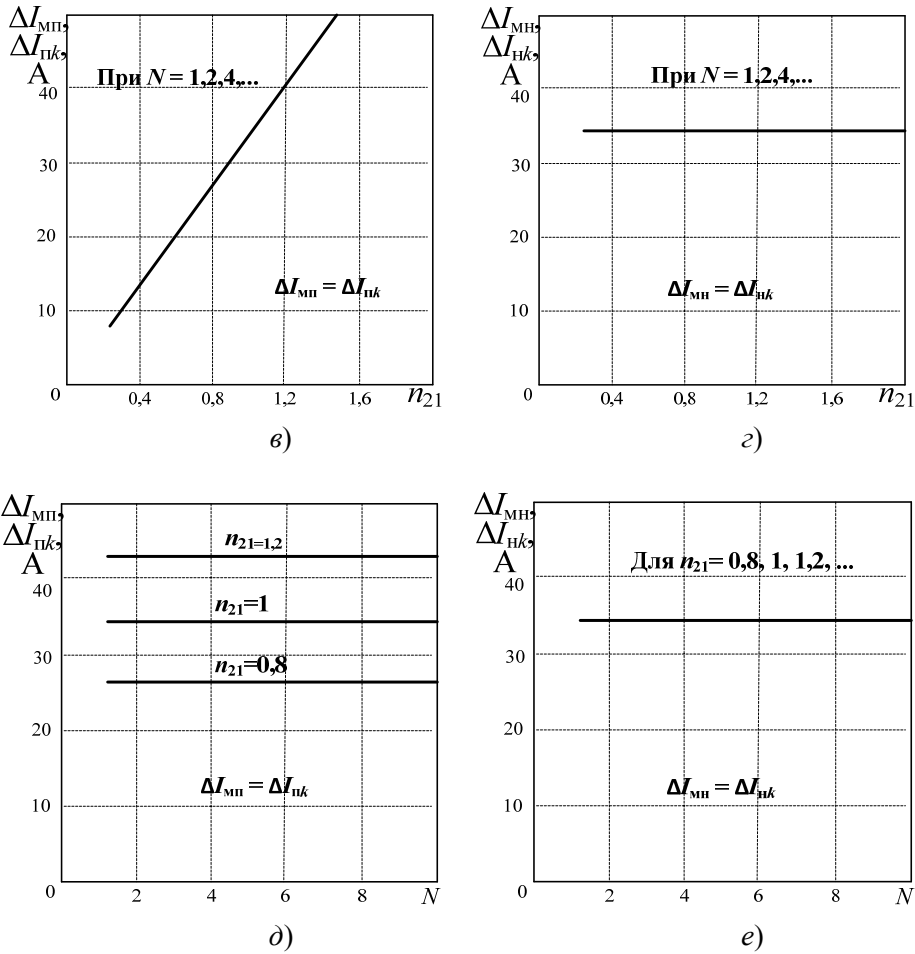 ΔIмп,
ΔIпk,
А
При N = 1,2,4,...
40
30
20
10
0
0,4 0,8 1,2 1,6 n21
ΔIмп = ΔIпk
в)
ΔIмн,
ΔIнk,
А
При N = 1,2,4,...
40
30
20
10
0
0,4 0,8 1,2 1,6 n21
ΔIмн = ΔIнk
г)
ΔIмп,
ΔIпk,
А
n21=1,2
40
n21=1
30
n21=0,8
20
ΔIмп = ΔIпk
10
0
2 4 6 8 N
д)
ΔIмн,
ΔIнk,
А
Для n21= 0,8, 1, 1,2, ...
40
30
20
ΔIмн = ΔIнk
10
0
2 4 6 8 N
е)